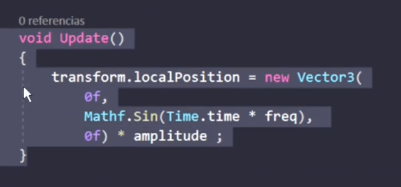 0 referencias
void Update()
{
transform.localPosition = new Vector3(
0f,
Mathf.Sin(Time.time * freq),
0f) * amplitude ;
}